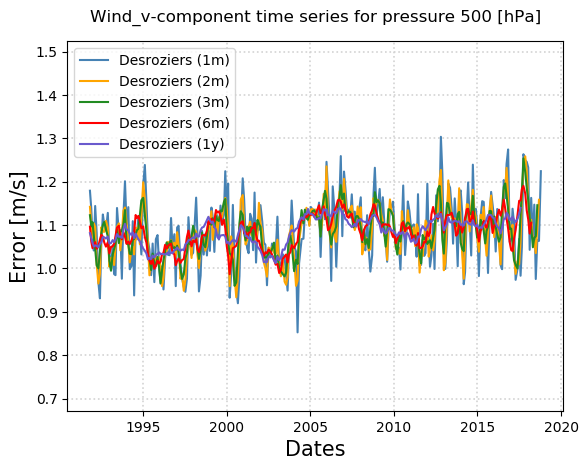 Wind_v-component time series for pressure 500 [hPa]
Desroziers (1m)
Desroziers (2m)
Desroziers (3m)
Desroziers (6m)
Desroziers (1y)
Error [m/s]
1.5
1.4
1.3
1.2
1.1
1.0
0.9
0.8
0.7
1995 2000 2005 2010 2015 2020
Dates